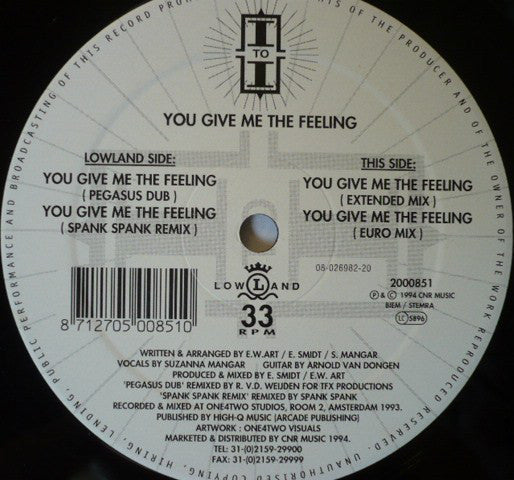 I
TO
I
YOU GIVE ME THE FEELING
LOWLAND SIDE:
YOU GIVE ME THE FEELING
( PEGASUS DUB )
YOU GIVE ME THE FEELING
( SPANK SPANK REMIX )
THIS SIDE:
YOU GIVE ME THE FEELING
( EXTENDED MIX )
YOU GIVE ME THE FEELING
( EURO MIX )
08-026982-20
LOWLAND
L
33
RPM
2000851
℗ & © 1994 CNR MUSIC
BIEM / STEMRA
LC 5896
8 712705 008510
WRITTEN & ARRANGED BY E.W.ART / E. SMIDT / S. MANGAR
VOCALS BY SUZANNA MANGAR GUITAR BY ARNOLD VAN DONGEN
PRODUCED & MIXED BY E. SMIDT / E.W. ART
'PEGASUS DUB' REMIXED BY R. V.D. WEIJDEN FOR TFX PRODUCTIONS
'SPANK SPANK REMIX' REMIXED BY SPANK SPANK
RECORDED & MIXED AT ONE4TWO STUDIOS, ROOM 2, AMSTERDAM 1993.
PUBLISHED BY HIGH-Q MUSIC [ARCADE PUBLISHING]
ARTWORK : ONE4TWO VISUALS
MARKETED & DISTRIBUTED BY CNR MUSIC 1994.
TEL: 31-(0)2159-29900
FAX: 31-(0)2159-29999
OF THE PRODUCER AND OF THE OWNER OF THE WORK REPRODUCED RESERVED. UNAUTHORISED COPYING, HIRING, LENDING, PUBLIC PERFORMANCE AND BROADCASTING OF THIS RECORD PROHIBITED